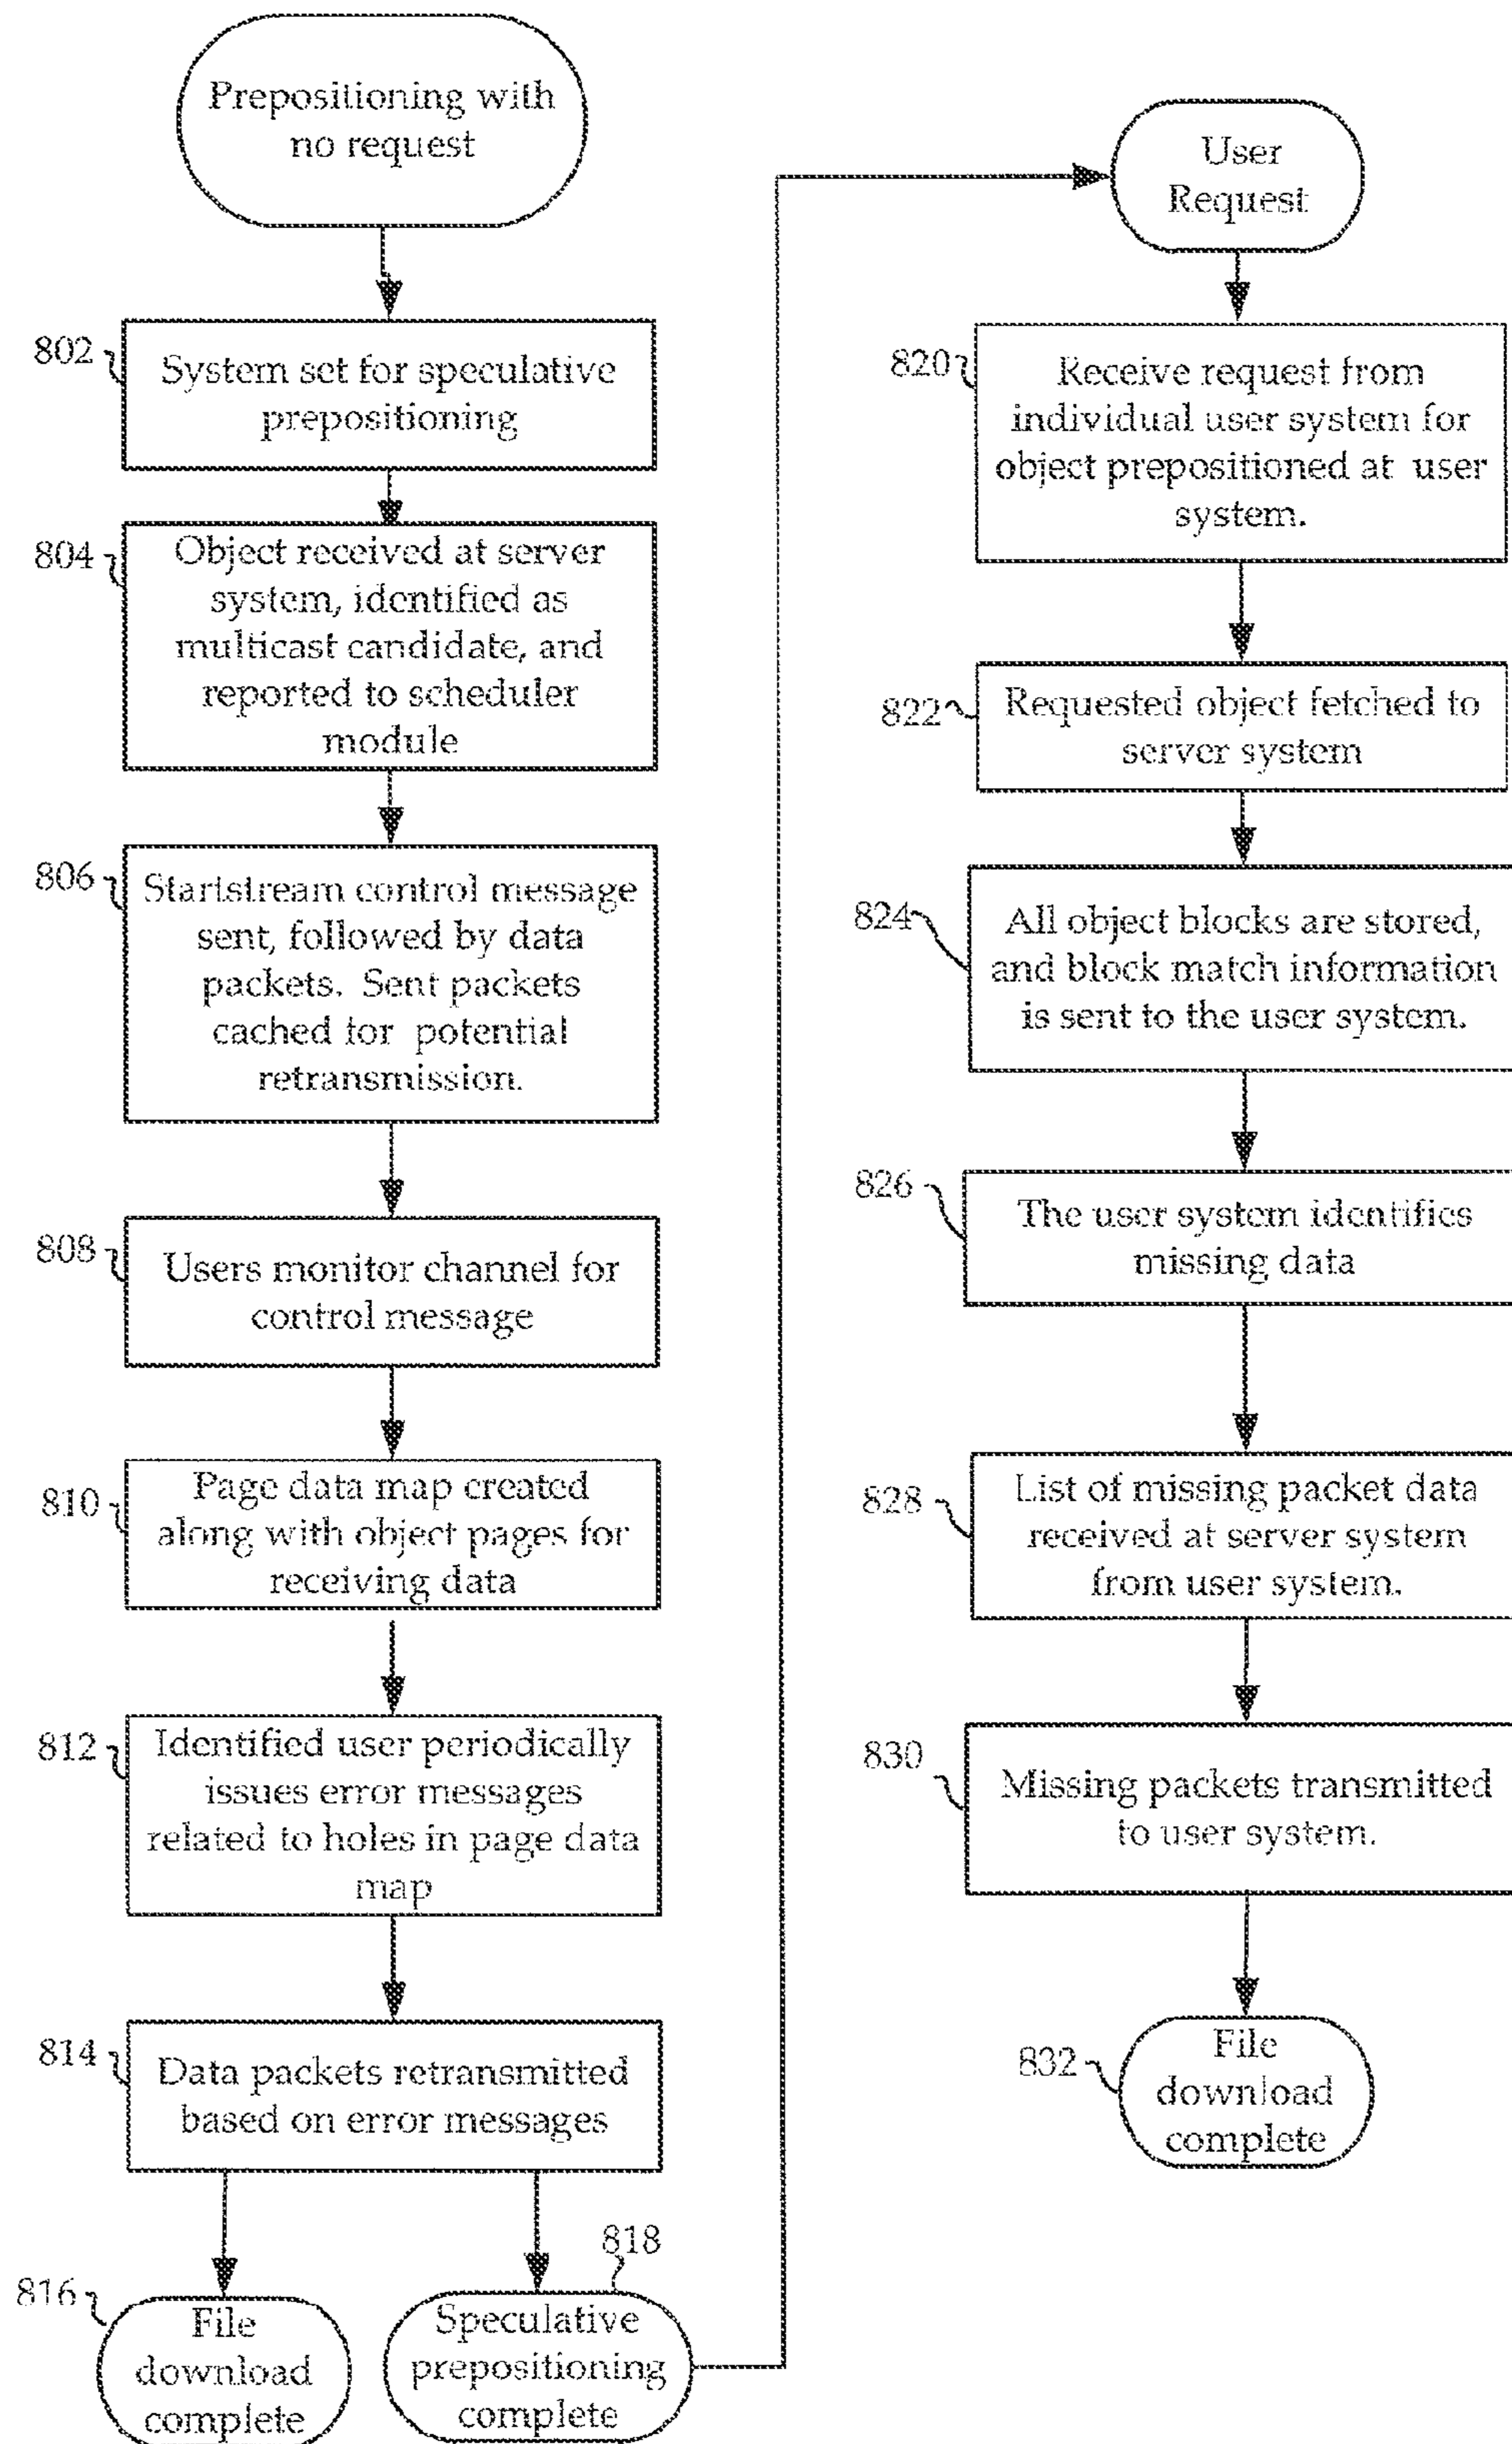 Prepositioning with
no request
802
System set for speculative
prepositioning
804
Object received at server
system, identified as
multicast candidate, and
reported to scheduler
module
806
Startstream control message
sent, followed by data
packets. Sent packets
cached for potential
retransmission.
808
Users monitor channel for
control message
810
Page data map created
along with object pages for
receiving data
812
Identified user periodically
issues error messages
related to holes in page data
map
814
Data packets retransmitted
based on error messages
816
File
download
complete
818
Speculative
prepositioning
complete
User
Request
820
Receive request from
individual user system for
object prepositioned at user
system.
822
Requested object fetched to
server system
824
All object blocks are stored,
and block match information
is sent to the user system.
826
The user system identifies
missing data
828
List of missing packet data
received at server system
from user system.
830
Missing packets transmitted
to user system.
832
File
download
complete